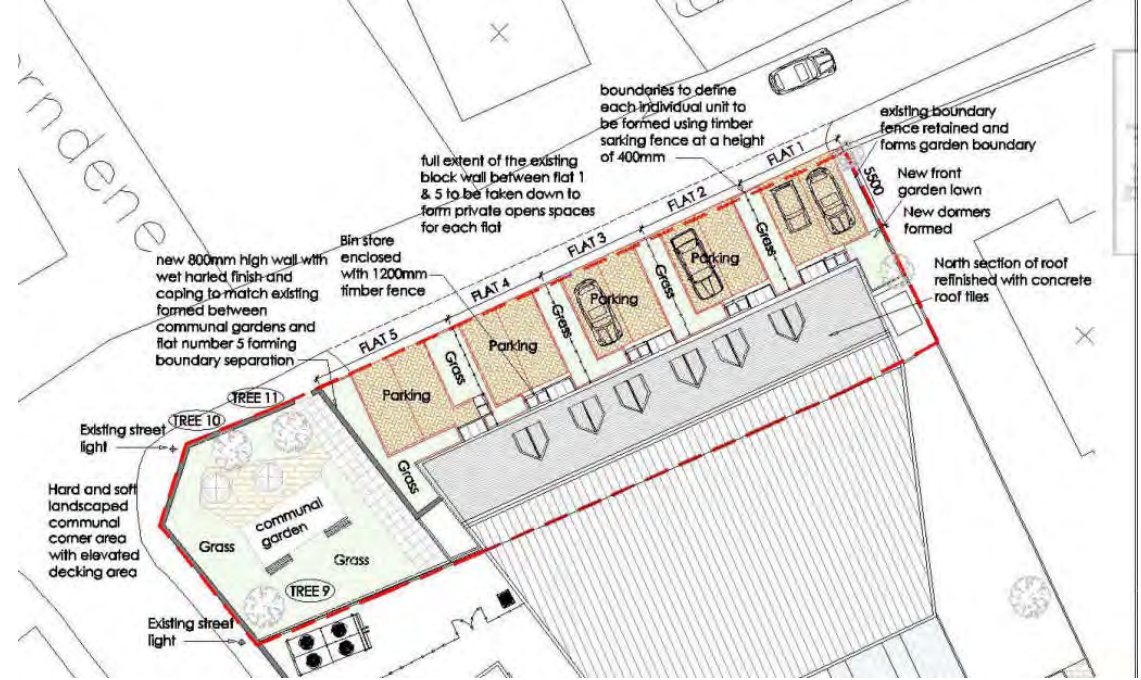 rndene
boundaries to define
each individual unit to
be formed using timber
sarking fence at a height
of 400mm
existing boundary
fence retained and
forms garden boundary
full extent of the existing
block wall between flat 1
& 5 to be taken down to
form private opens spaces
for each flat
FLAT 1
FLAT 2
FLAT 3
FLAT 4
FLAT 5
5500
New front
garden lawn
New dormers
formed
North section of roof
refinished with concrete
roof tiles
Bin store
enclosed
with 1200mm
timber fence
new 800mm high wall with
wet harled finish and
coping to match existing
formed between
communal gardens and
flat number 5 forming
boundary separation
Grass
Parking
Grass
Parking
Grass
Parking
Grass
Parking
Grass
TREE 11
TREE 10
Existing street
light
Hard and soft
landscaped
communal
corner area
with elevated
decking area
communal
garden
Grass
Grass
TREE 9
Existing street
light